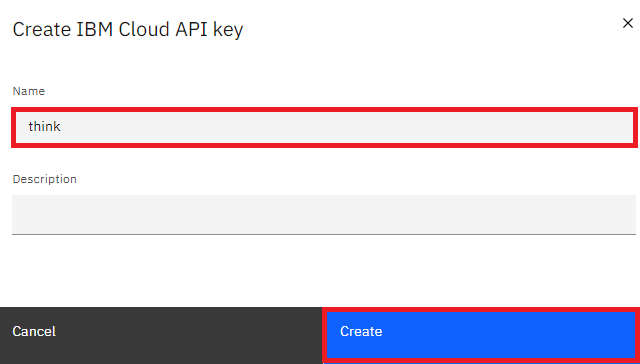 Create IBM Cloud API key
Name
think
Description
Cancel
Create